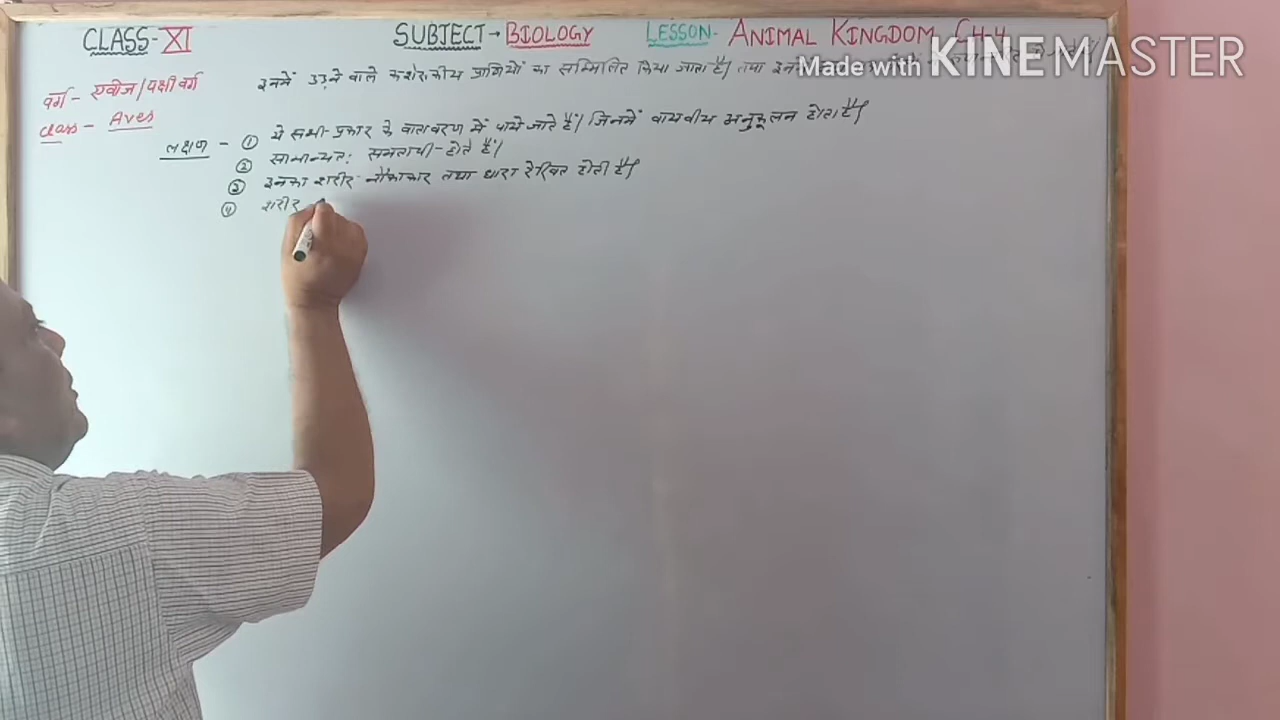 CLASS-XI SUBJECT→BIOLOGY LESSON- ANIMAL KINGDOM CH-4
Made with KINEMASTER
वर्ग - एवीज/पक्षी वर्ग
class - Aves
इनमें उड़ने वाले कशेरुकीय प्राणियों को सम्मिलित किया जाता है। तथा
लक्षण - ① ये सभी प्रकार के वातावरण में पाये जाते हैं। जिनमें वायवीय अनुकूलन होता है।
② सामान्यतः समतापी होते हैं।
③ इनका शरीर नौकाकार तथा धारा रेखित होती है।
④ शरीर